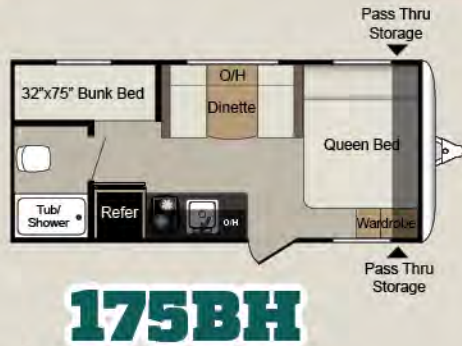 Pass Thru
Storage
O/H
32"x75" Bunk Bed
Dinette
Queen Bed
Tub/
Shower
Refer
O/H
Wardrobe
Pass Thru
Storage
175BH